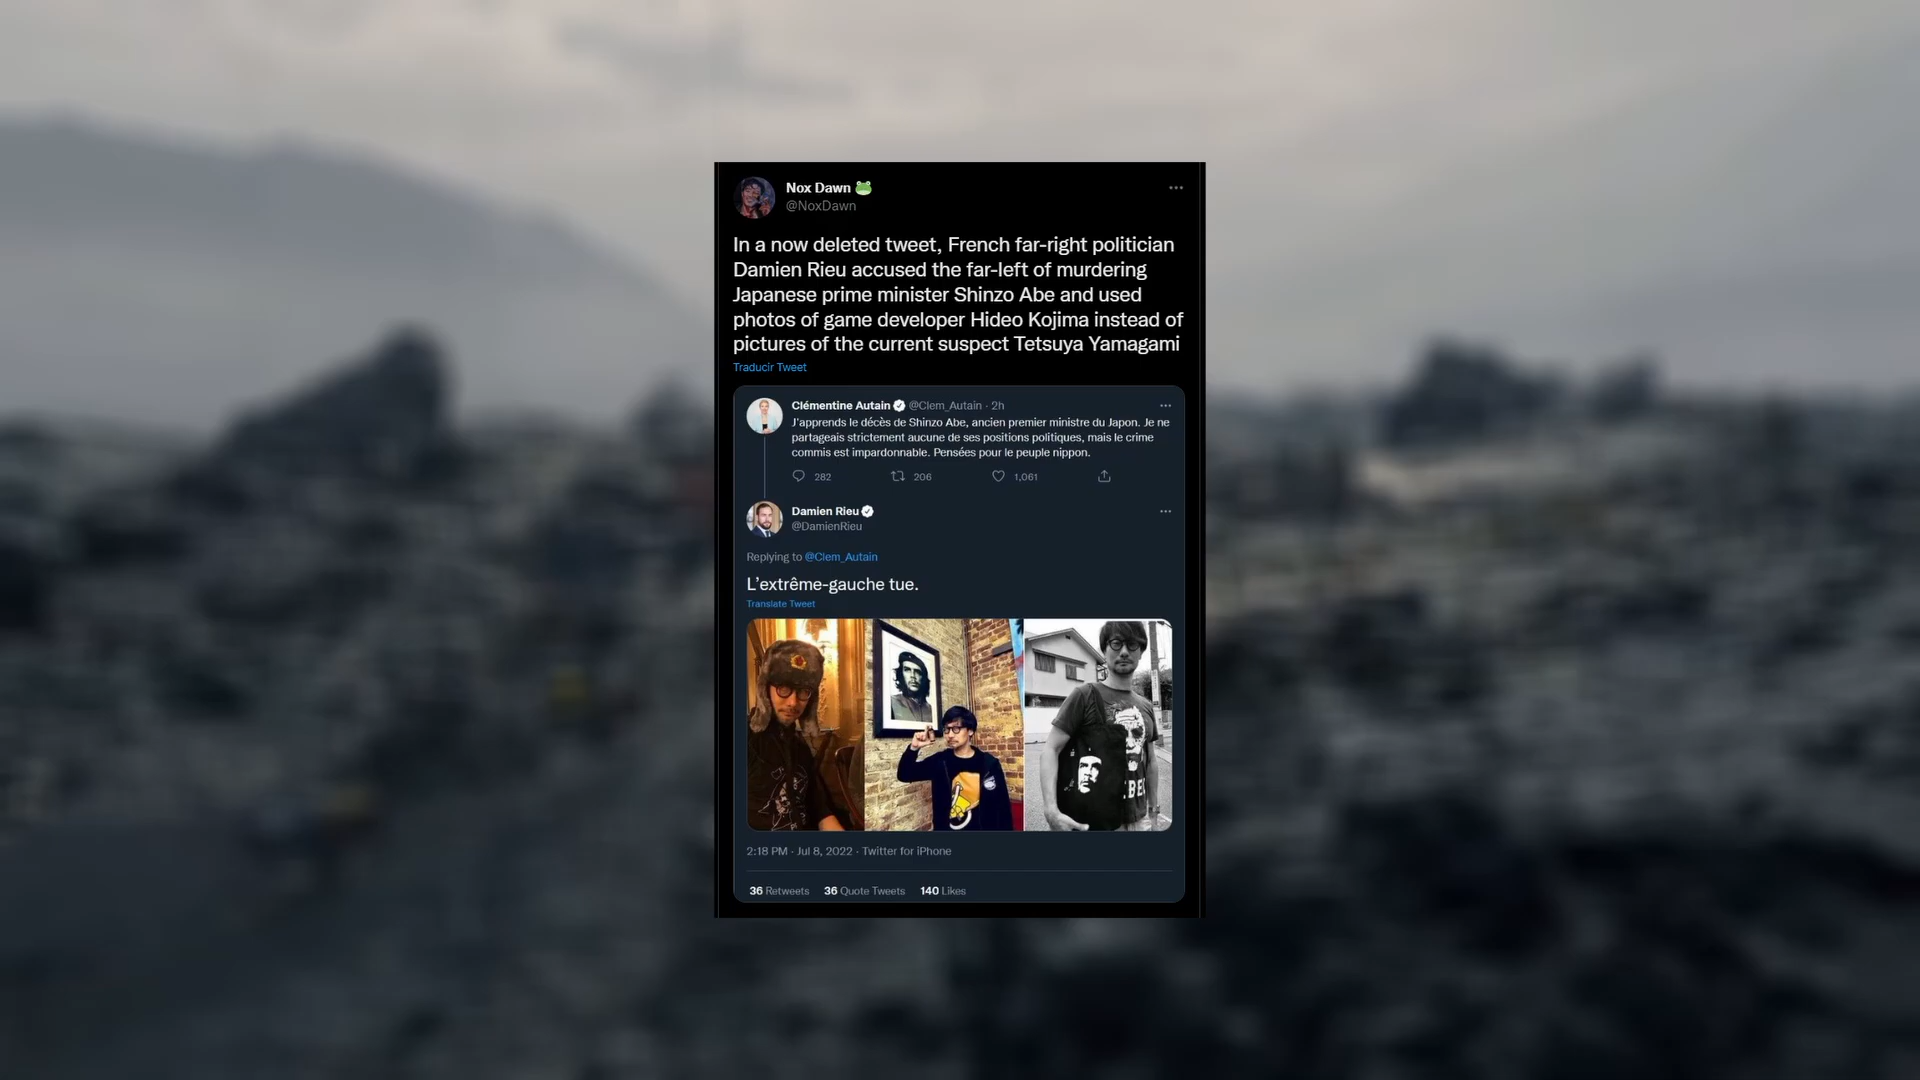 Nox Dawn 🐸
@NoxDawn
In a now deleted tweet, French far-right politician
Damien Rieu accused the far-left of murdering
Japanese prime minister Shinzo Abe and used
photos of game developer Hideo Kojima instead of
pictures of the current suspect Tetsuya Yamagami
Traducir Tweet
Clémentine Autain @Clem_Autain · 2h
J'apprends le décès de Shinzo Abe, ancien premier ministre du Japon. Je ne
partageais strictement aucune de ses positions politiques, mais le crime
commis est impardonnable. Pensées pour le peuple nippon.
282 206 1,061
Damien Rieu
@DamienRieu
Replying to @Clem_Autain
L'extrême-gauche tue.
Translate Tweet
2:18 PM · Jul 8, 2022 · Twitter for iPhone
36 Retweets 36 Quote Tweets 140 Likes